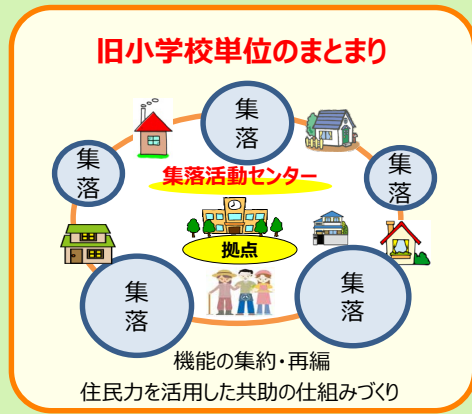 旧小学校単位のまとまり
集落
集落
集落
集落活動センター
拠点
集落
集落
機能の集約・再編
住民力を活用した共助の仕組みづくり